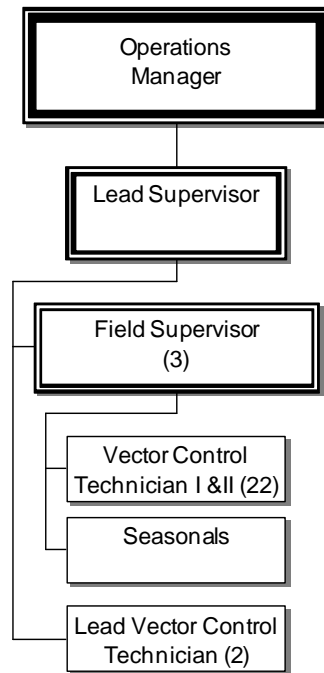 Operations
Manager
Lead Supervisor
Field Supervisor
(3)
Vector Control
Technician I &II (22)
Seasonals
Lead Vector Control
Technician (2)